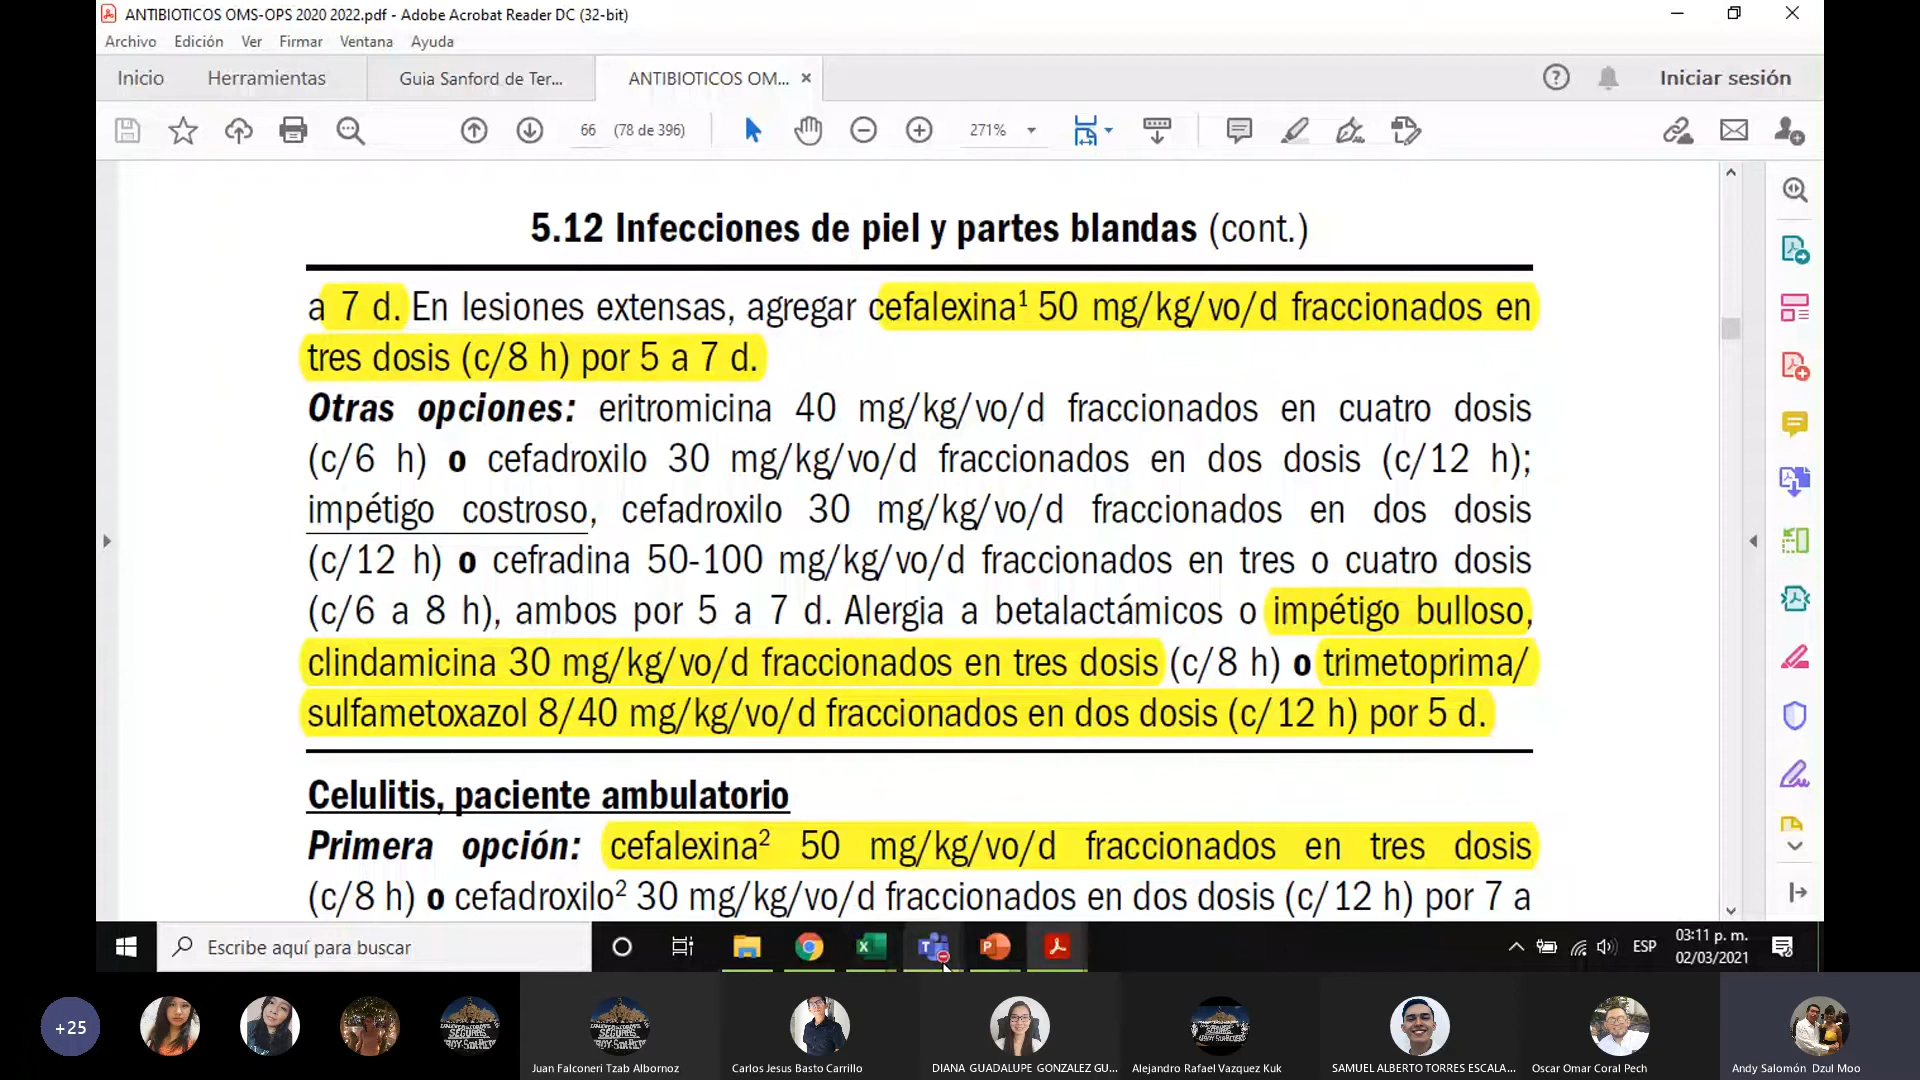 ANTIBIOTICOS OMS-OPS 2020 2022.pdf - Adobe Acrobat Reader DC (32-bit)
Archivo Edición Ver Firmar Ventana Ayuda
Inicio Herramientas Guia Sanford de Ter... ANTIBIOTICOS OM... × Iniciar sesión
66 (78 de 396) 271%
5.12 Infecciones de piel y partes blandas (cont.)
a 7 d. En lesiones extensas, agregar cefalexina¹ 50 mg/kg/vo/d fraccionados en
tres dosis (c/8 h) por 5 a 7 d.
Otras opciones: eritromicina 40 mg/kg/vo/d fraccionados en cuatro dosis
(c/6 h) o cefadroxilo 30 mg/kg/vo/d fraccionados en dos dosis (c/12 h);
impétigo costroso, cefadroxilo 30 mg/kg/vo/d fraccionados en dos dosis
(c/12 h) o cefradina 50-100 mg/kg/vo/d fraccionados en tres o cuatro dosis
(c/6 a 8 h), ambos por 5 a 7 d. Alergia a betalactámicos o impétigo bulloso,
clindamicina 30 mg/kg/vo/d fraccionados en tres dosis (c/8 h) o trimetoprima/
sulfametoxazol 8/40 mg/kg/vo/d fraccionados en dos dosis (c/12 h) por 5 d.
Celulitis, paciente ambulatorio
Primera opción: cefalexina² 50 mg/kg/vo/d fraccionados en tres dosis
(c/8 h) o cefadroxilo² 30 mg/kg/vo/d fraccionados en dos dosis (c/12 h) por 7 a
Escribe aquí para buscar
ESP
03:11 p. m.
02/03/2021
+25
Juan Falconeri Tzab Albornoz
Carlos Jesus Basto Carrillo
DIANA GUADALUPE GONZALEZ GU...
Alejandro Rafael Vazquez Kuk
SAMUEL ALBERTO TORRES ESCALA...
Oscar Omar Coral Pech
Andy Salomón Dzul Moo